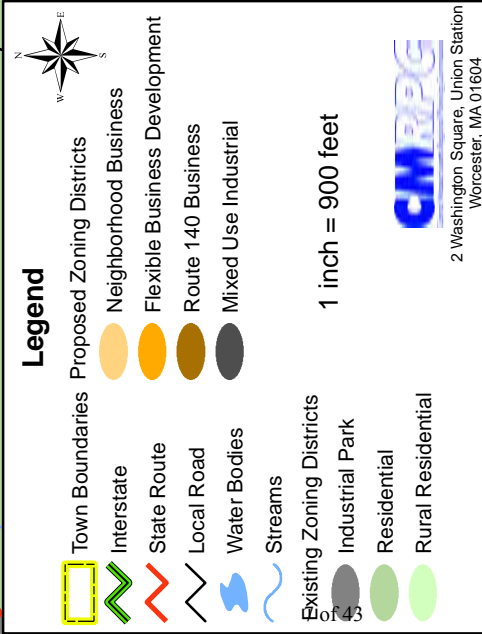 Legend
Town Boundaries
Interstate
State Route
Local Road
Water Bodies
Streams
Existing Zoning Districts
Industrial Park
Residential
Rural Residential
Proposed Zoning Districts
Neighborhood Business
Flexible Business Development
Route 140 Business
Mixed Use Industrial
N
E
S
W
1 inch = 900 feet
CMRPC
2 Washington Square, Union Station
Worcester, MA 01604
of 43